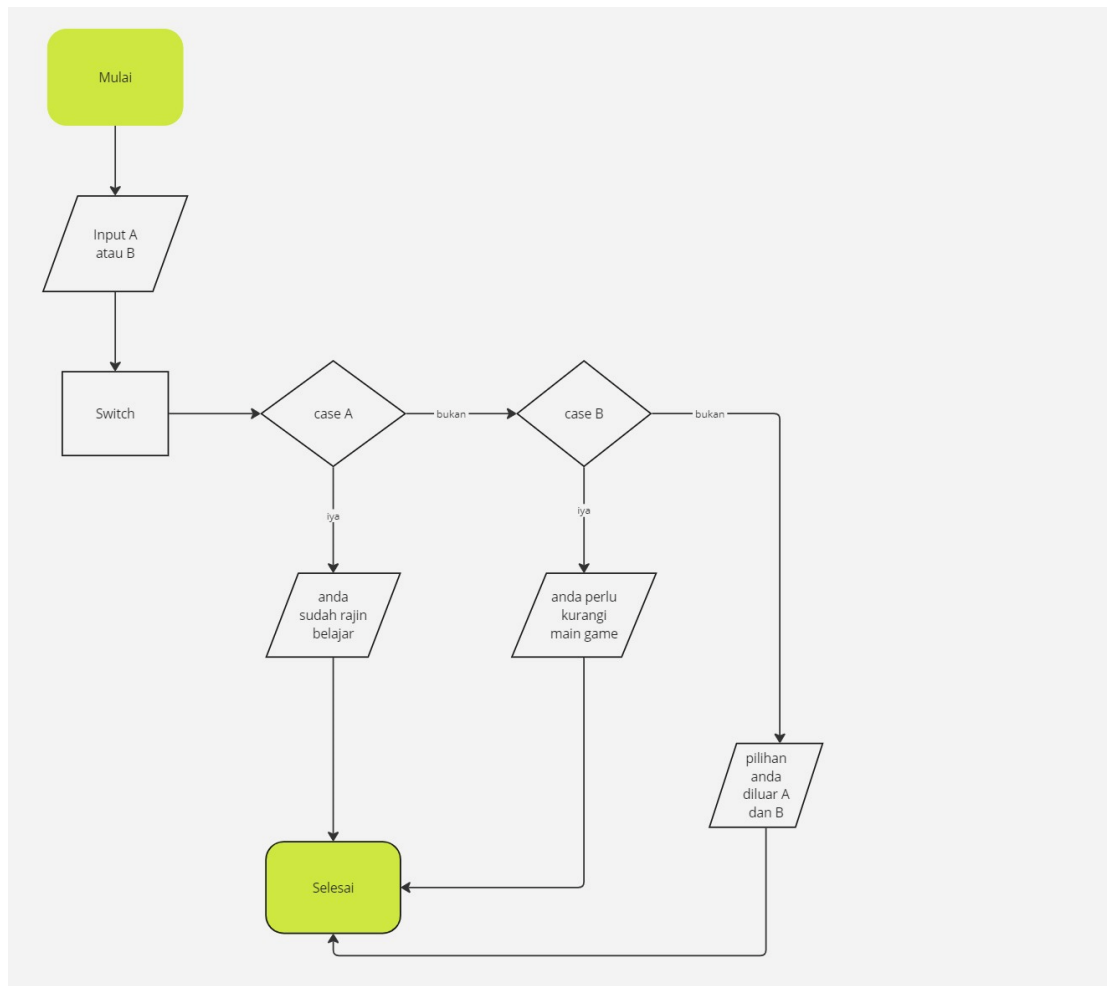 Mulai
Input A
atau B
Switch
case A
bukan
case B
bukan
iya
iya
anda
sudah rajin
belajar
anda perlu
kurangi
main game
pilihan
anda
diluar A
dan B
Selesai